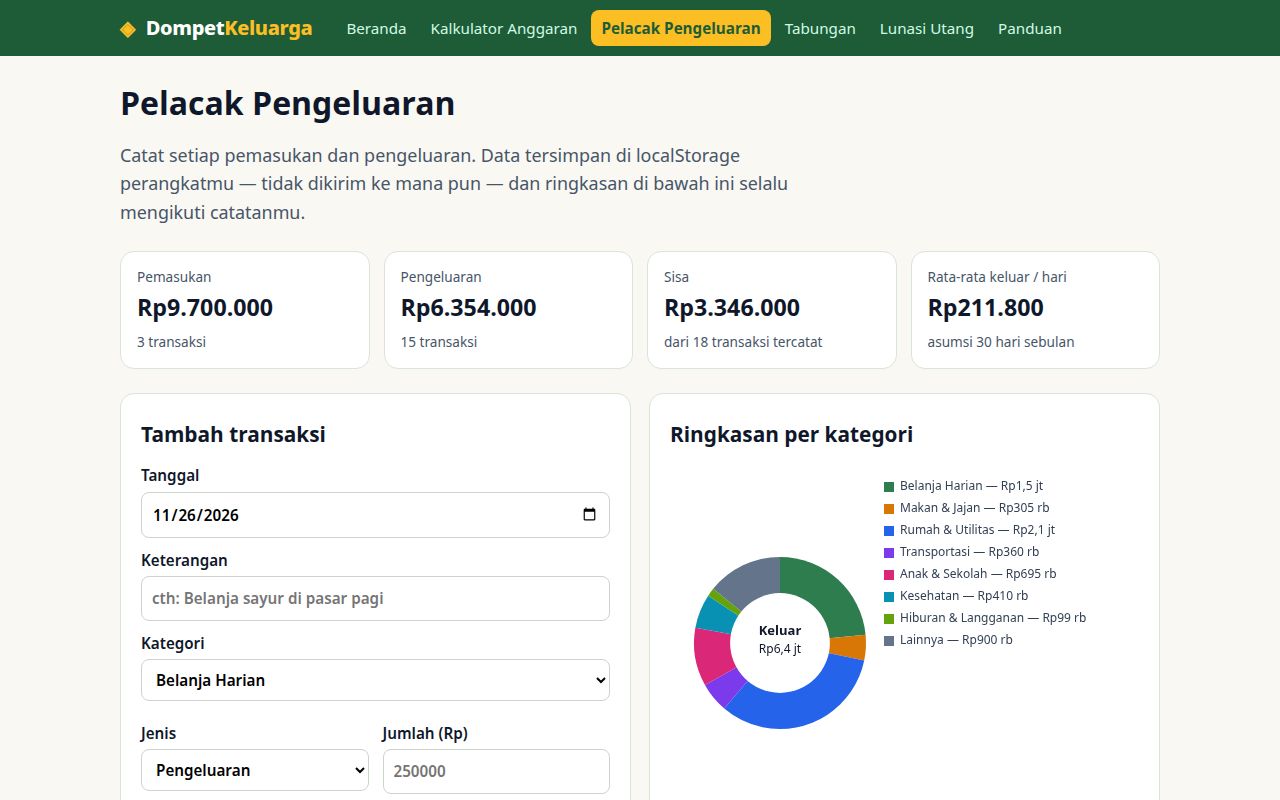 ◈ DompetKeluarga Beranda Kalkulator Anggaran Pelacak Pengeluaran Tabungan Lunasi Utang Panduan
Pelacak Pengeluaran
Catat setiap pemasukan dan pengeluaran. Data tersimpan di localStorage
perangkatmu — tidak dikirim ke mana pun — dan ringkasan di bawah ini selalu
mengikuti catatanmu.
Pemasukan
Rp9.700.000
3 transaksi
Pengeluaran
Rp6.354.000
15 transaksi
Sisa
Rp3.346.000
dari 18 transaksi tercatat
Rata-rata keluar / hari
Rp211.800
asumsi 30 hari sebulan
Tambah transaksi
Tanggal
11/26/2026
Keterangan
cth: Belanja sayur di pasar pagi
Kategori
Belanja Harian
Jenis
Pengeluaran
Jumlah (Rp)
250000
Ringkasan per kategori
Keluar
Rp6,4 jt
Belanja Harian — Rp1,5 jt
Makan & Jajan — Rp305 rb
Rumah & Utilitas — Rp2,1 jt
Transportasi — Rp360 rb
Anak & Sekolah — Rp695 rb
Kesehatan — Rp410 rb
Hiburan & Langganan — Rp99 rb
Lainnya — Rp900 rb